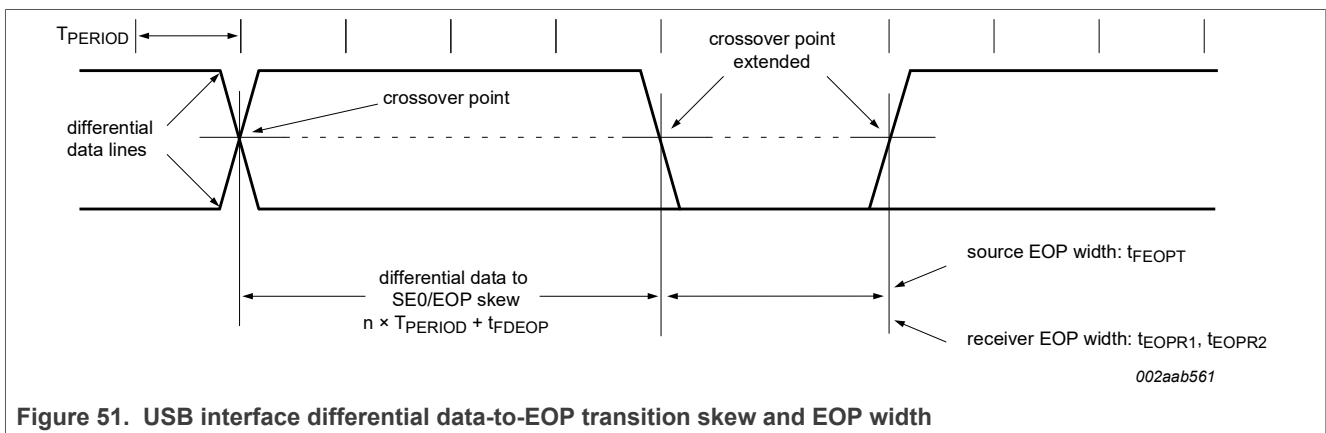 TPERIOD
crossover point
extended
crossover point
differential
data lines
differential data to
SE0/EOP skew
n × TPERIOD + tFDEOP
source EOP width: tFEOPT
receiver EOP width: tEOPR1, tEOPR2
002aab561
Figure 51. USB interface differential data-to-EOP transition skew and EOP width